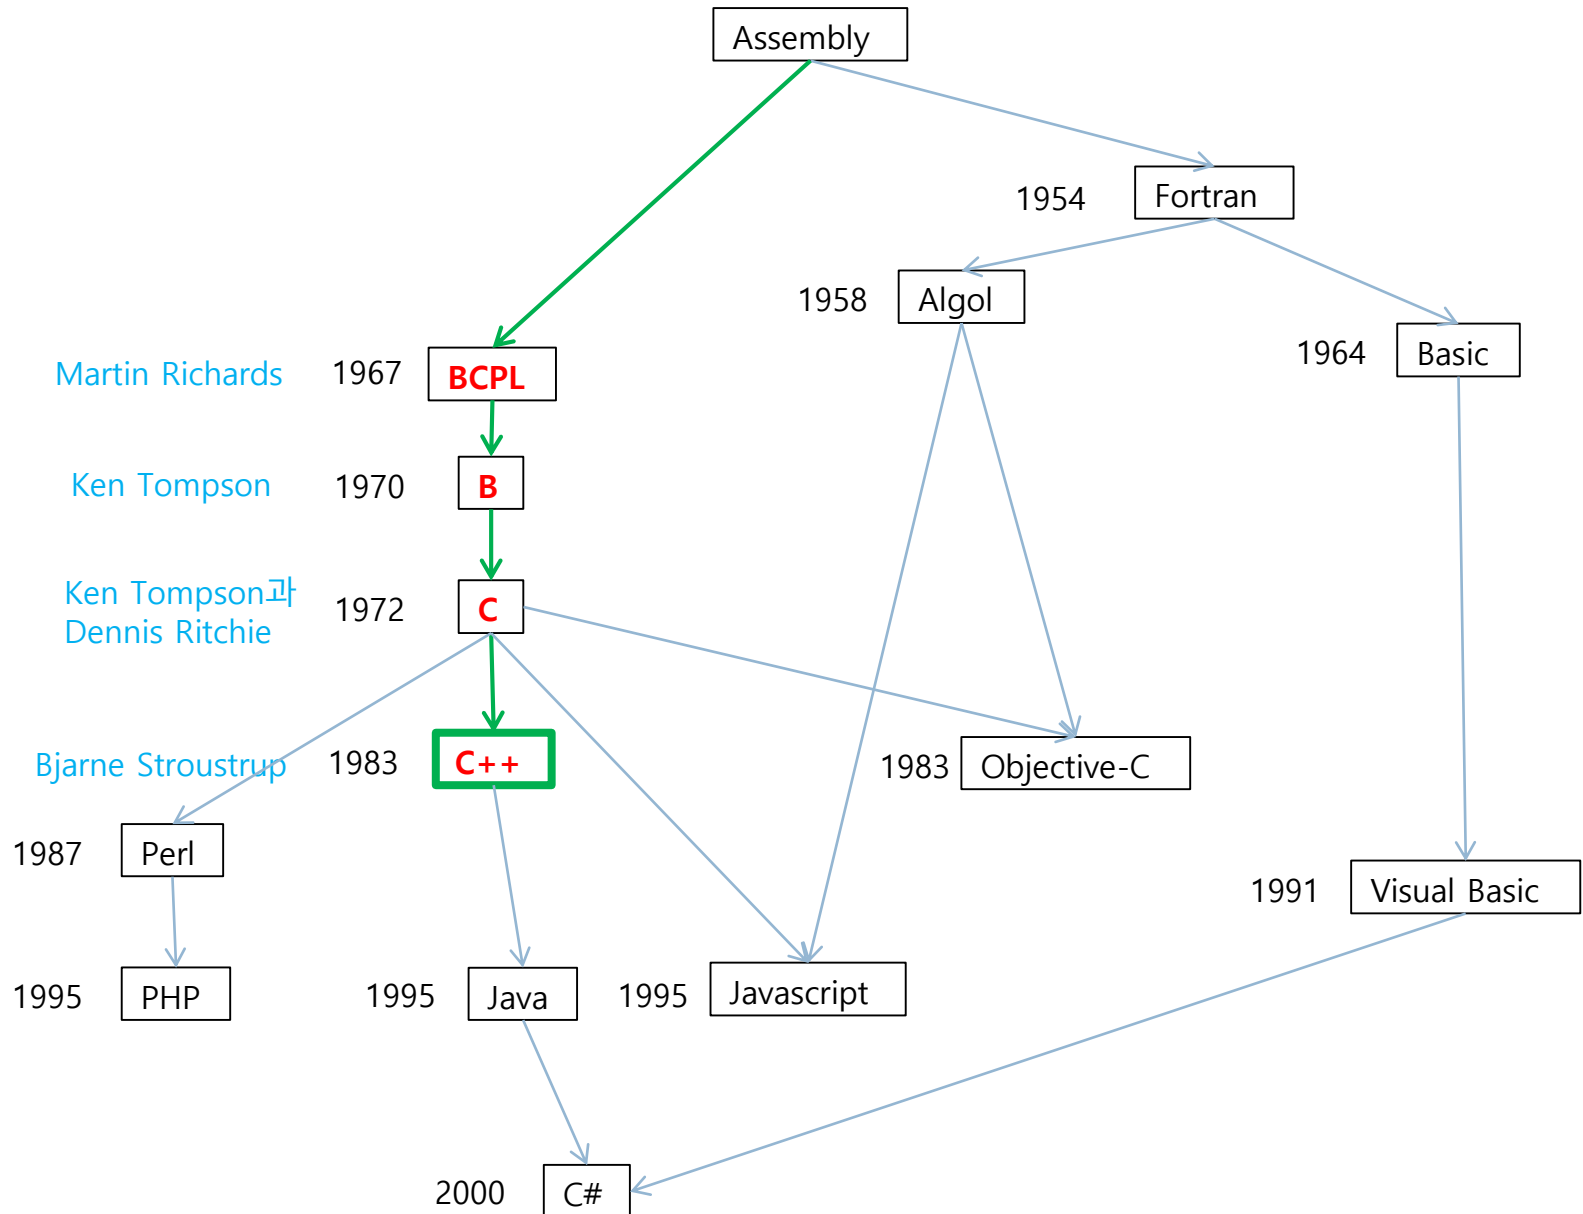 Assembly
1954 Fortran
1958 Algol
1964 Basic
Martin Richards 1967 BCPL
Ken Tompson 1970 B
Ken Tompson과
Dennis Ritchie
1972 C
Bjarne Stroustrup 1983 C++
1983 Objective-C
1987 Perl
1991 Visual Basic
1995 PHP
1995 Java
1995 Javascript
2000 C#